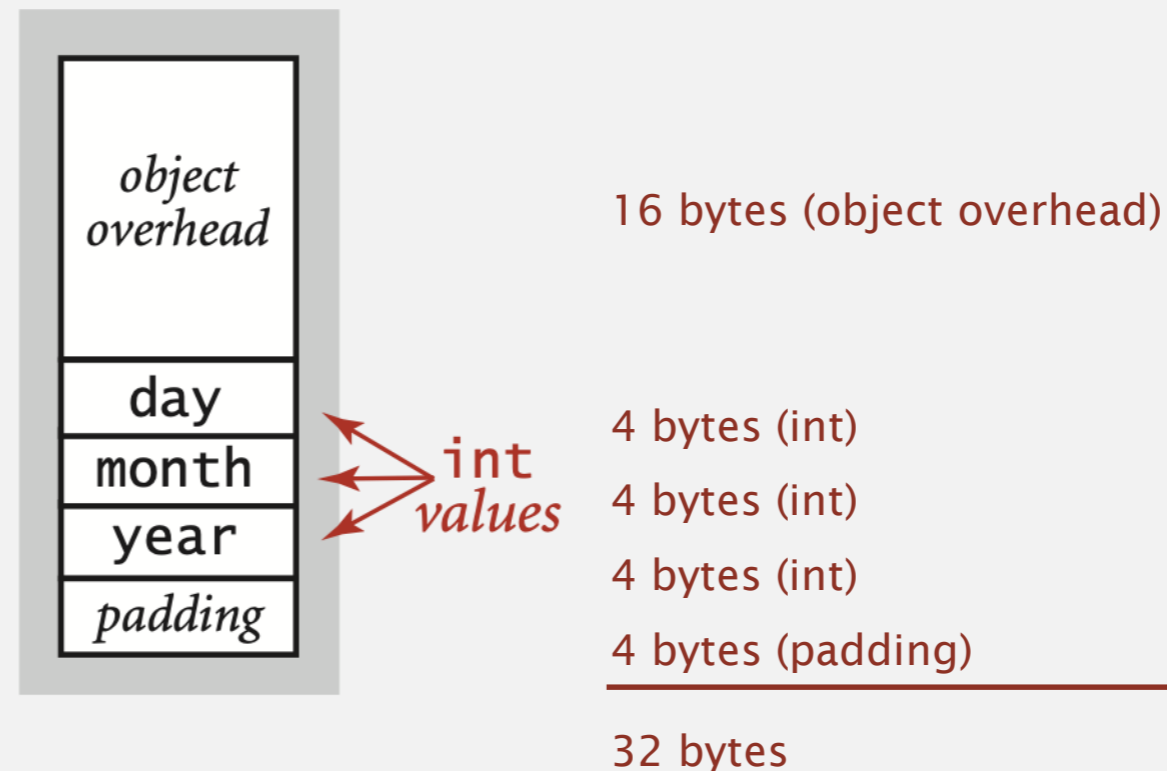 object
overhead
16 bytes (object overhead)
day
4 bytes (int)
month
int
values
4 bytes (int)
year
4 bytes (int)
padding
4 bytes (padding)
32 bytes